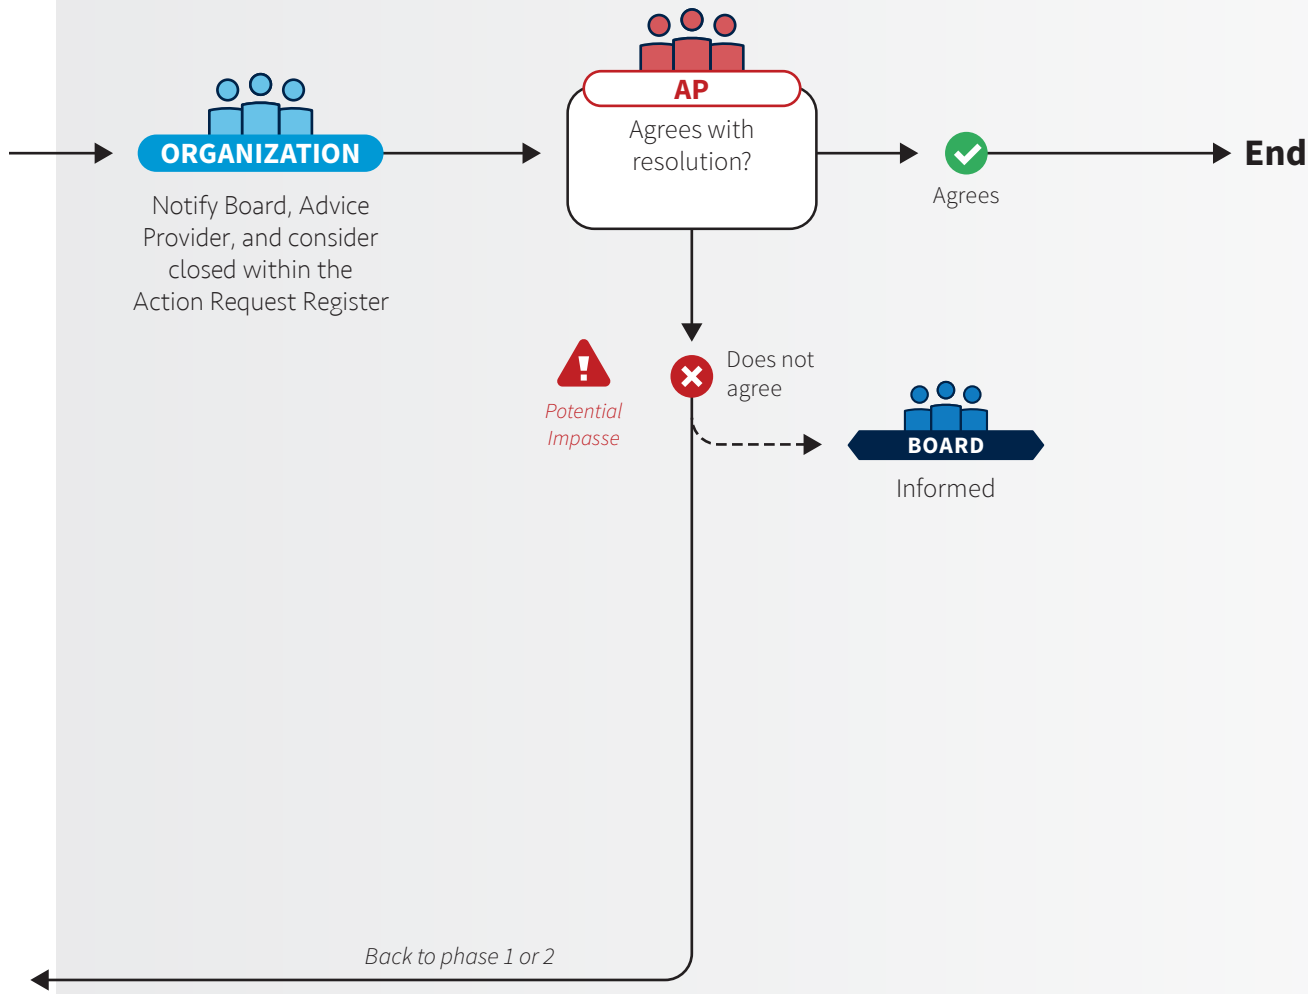 AP
ORGANIZATION
Agrees with
resolution?
End
Agrees
Notify Board, Advice
Provider, and consider
closed within the
Action Request Register
Does not
agree
Potential
Impasse
BOARD
Informed
Back to phase 1 or 2